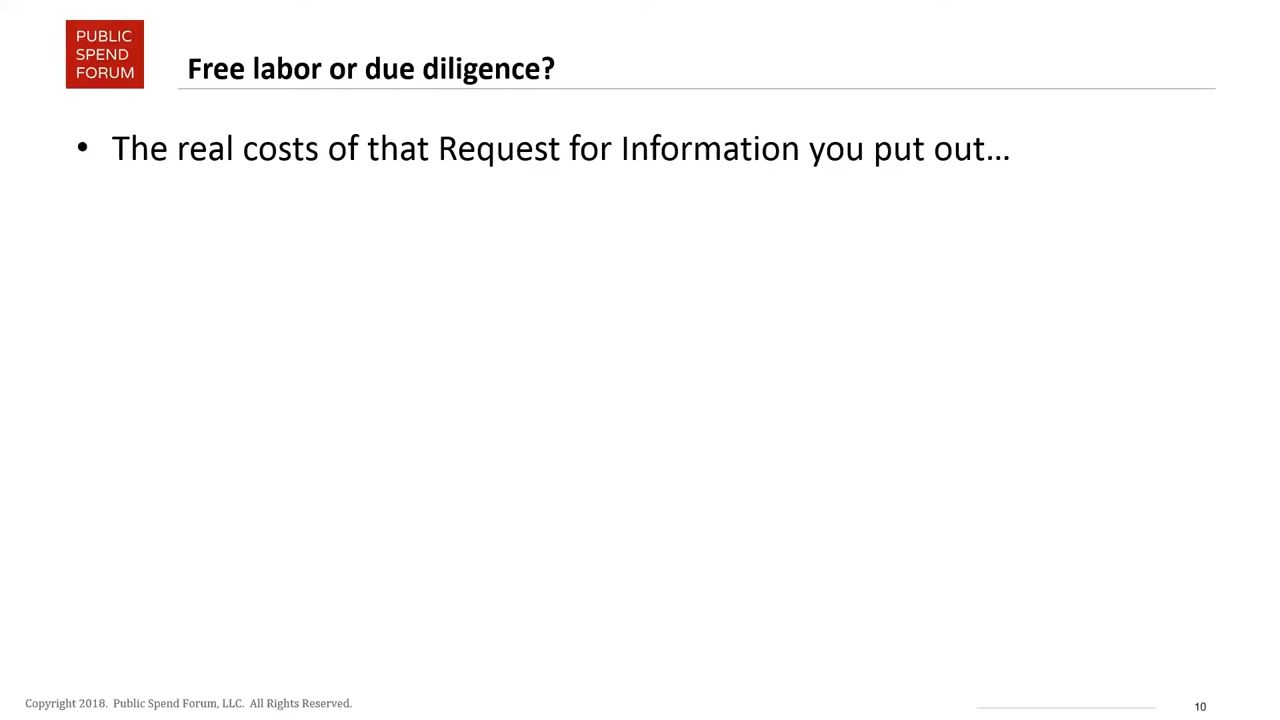 PUBLIC
SPEND
FORUM
Free labor or due diligence?
• The real costs of that Request for Information you put out…
Copyright 2018. Public Spend Forum, LLC. All Rights Reserved.
10